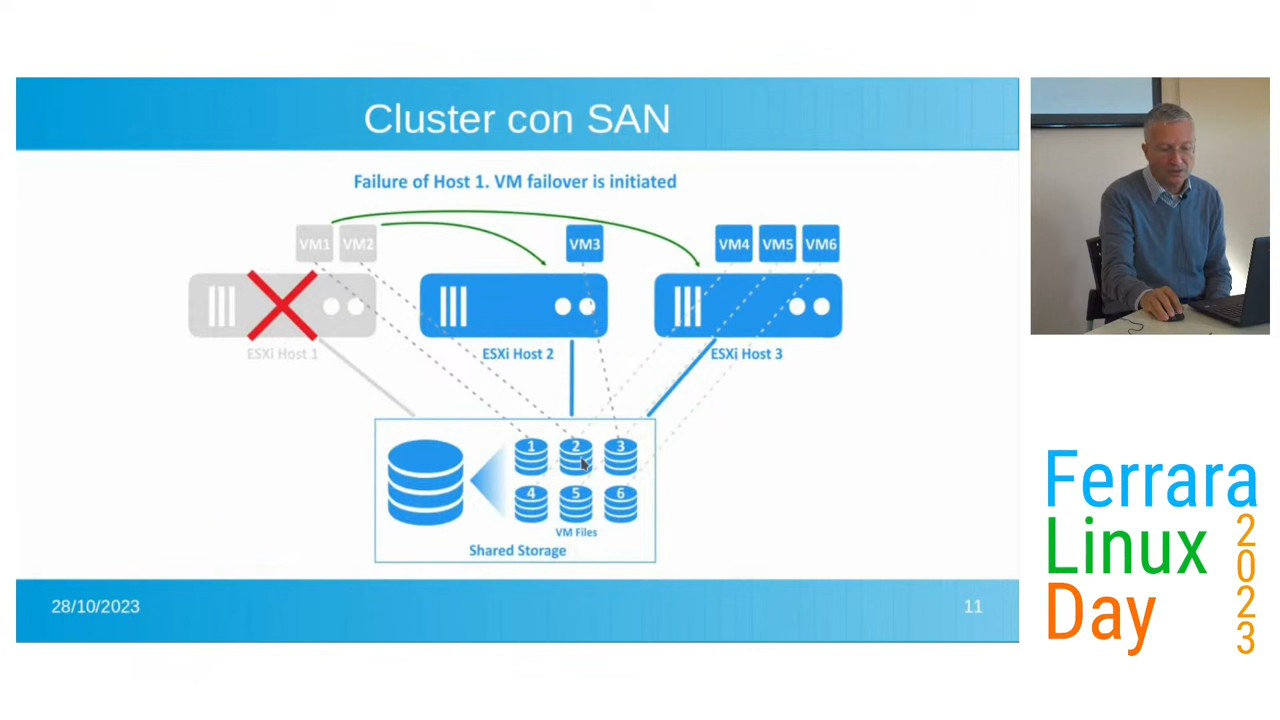 Cluster con SAN
Failure of Host 1. VM failover is initiated
VM1 VM2 VM3 VM4 VM5 VM6
ESXi Host 1 ESXi Host 2 ESXi Host 3
1 2 3
4 5 6
VM Files
Shared Storage
28/10/2023 11
Ferrara
Linux
Day
2023